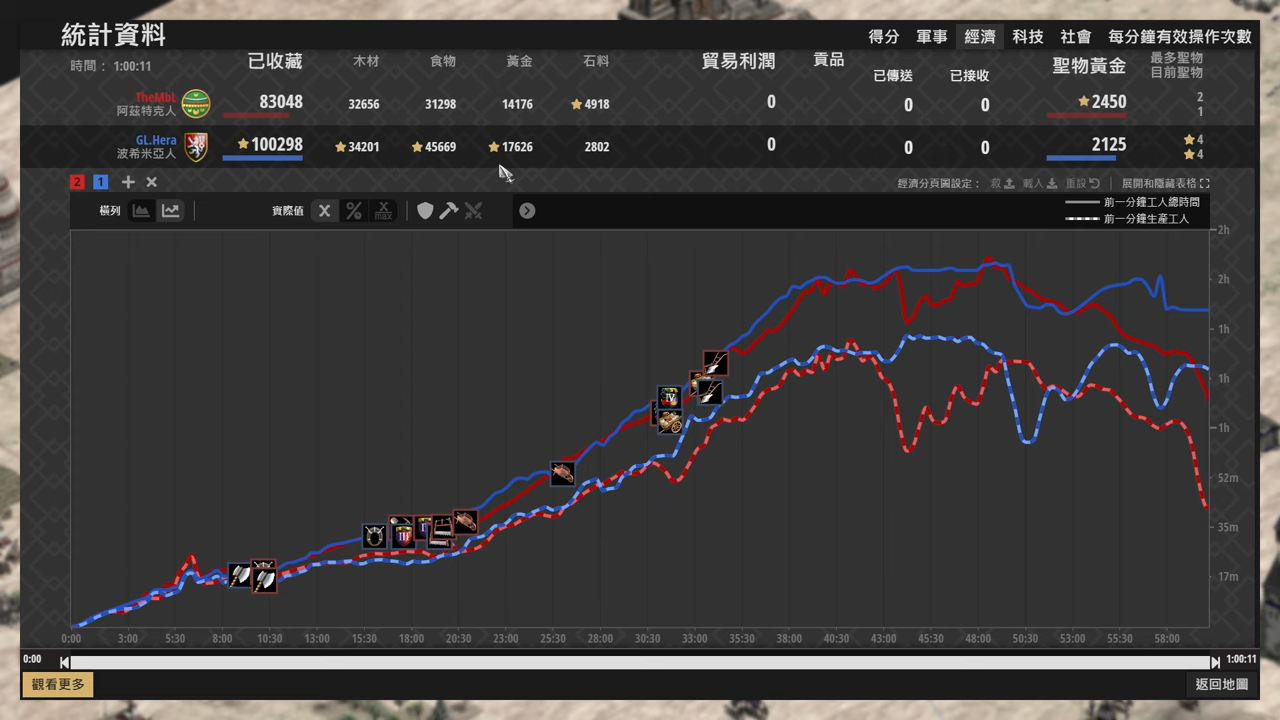 統計資料
得分 軍事 經濟 科技 社會 每分鐘有效操作次數
時間： 1:00:11
已收藏 木材 食物 黃金 石料 貿易利潤 貢品 已傳送 已接收 聖物黃金 最多聖物 目前聖物
TheMbL
阿茲特克人
83048 32656 31298 14176 4918 0 0 0 2450 2 1
GL.Hera
波希米亞人
100298 34201 45669 17626 2802 0 0 0 2125 4 4
2 1
經濟分頁圖設定： 載入 重設 展開和隱藏表格
橫列 實際值 X % X max
前一分鐘工人總時間
前一分鐘生產工人
2h
2h
1h
1h
1h
52m
35m
17m
0:00 3:00 5:30 8:00 10:30 13:00 15:30 18:00 20:30 23:00 25:30 28:00 30:30 33:00 35:30 38:00 40:30 43:00 45:30 48:00 50:30 53:00 55:30 58:00
0:00 1:00:11
觀看更多 返回地圖